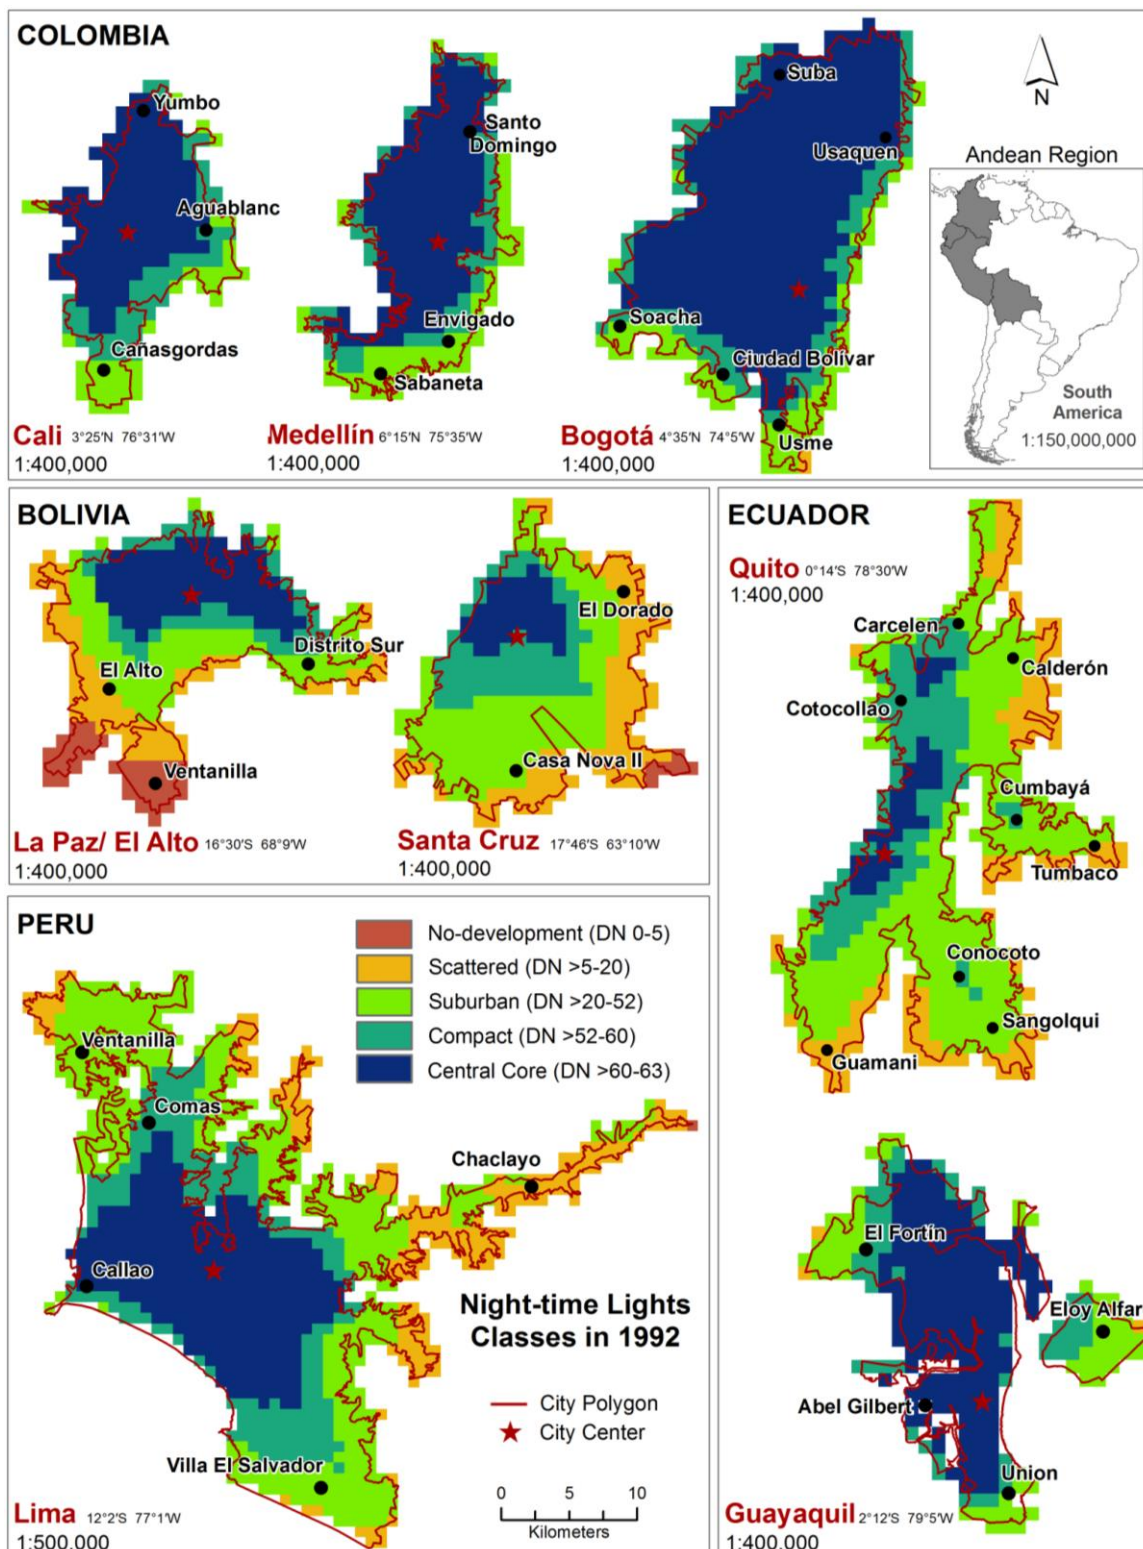 COLOMBIA
Yumbo
Aguablanc
Cañasgordas
Cali 3°25'N 76°31'W
1:400,000
Santo
Domingo
Envigado
Sabaneta
Medellín 6°15'N 75°35'W
1:400,000
Suba
Usaquen
Soacha
Ciudad Bolívar
Usme
Bogotá 4°35'N 74°5'W
1:400,000
N
Andean Region
South
America
1:150,000,000
BOLIVIA
El Alto
Distrito Sur
Ventanilla
La Paz/ El Alto 16°30'S 68°9'W
1:400,000
El Dorado
Casa Nova II
Santa Cruz 17°46'S 63°10'W
1:400,000
ECUADOR
Quito 0°14'S 78°30'W
1:400,000
Carcelen
Calderón
Cotocollao
Cumbayá
Tumbaco
Conocoto
Sangolqui
Guamani
El Fortín
Eloy Alfar
Abel Gilbert
Union
Guayaquil 2°12'S 79°5'W
1:400,000
PERU
No-development (DN 0-5)
Scattered (DN >5-20)
Suburban (DN >20-52)
Compact (DN >52-60)
Central Core (DN >60-63)
Ventanilla
Comas
Chaclayo
Callao
Villa El Salvador
Night-time Lights
Classes in 1992
City Polygon
City Center
0 5 10
Kilometers
Lima 12°2'S 77°1'W
1:500,000